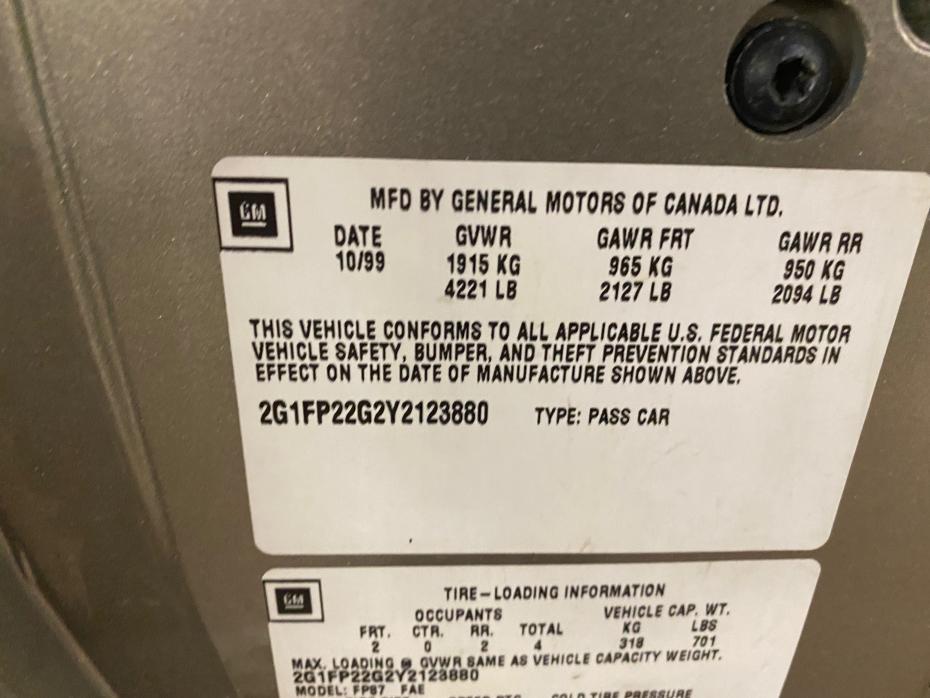 GM
MFD BY GENERAL MOTORS OF CANADA LTD.
DATE GVWR GAWR FRT GAWR RR
10/99 1915 KG 965 KG 950 KG
4221 LB 2127 LB 2094 LB
THIS VEHICLE CONFORMS TO ALL APPLICABLE U.S. FEDERAL MOTOR
VEHICLE SAFETY, BUMPER, AND THEFT PREVENTION STANDARDS IN
EFFECT ON THE DATE OF MANUFACTURE SHOWN ABOVE.
2G1FP22G2Y2123880 TYPE: PASS CAR
GM
TIRE-LOADING INFORMATION
OCCUPANTS VEHICLE CAP. WT.
FRT. CTR. RR. TOTAL KG LBS
2 0 2 4 318 701
MAX. LOADING @ GVWR SAME AS VEHICLE CAPACITY WEIGHT.
2G1FP22G2Y2123880
MODEL: FP87 FAE
COLD TIRE PRESSURE